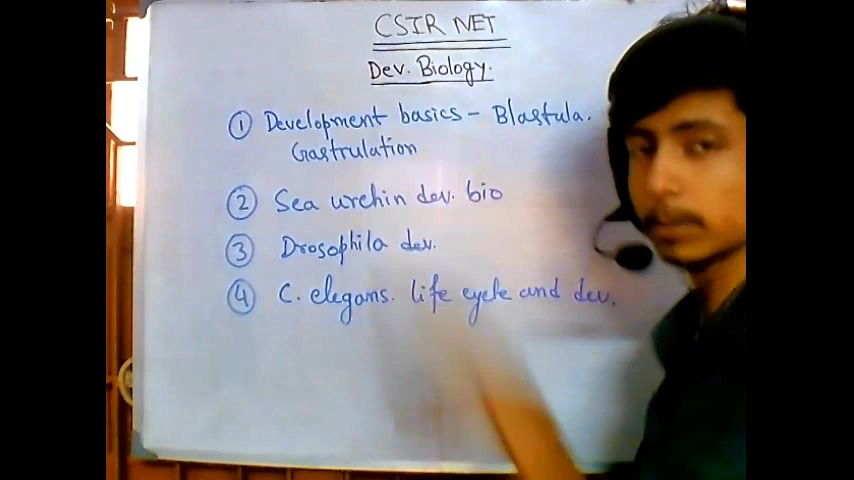 CSIR NET
Dev. Biology.
① Development basics - Blastula.
Gastrulation
② Sea urchin dev. bio
③ Drosophila dev.
④ C. elegans. life cycle and dev.